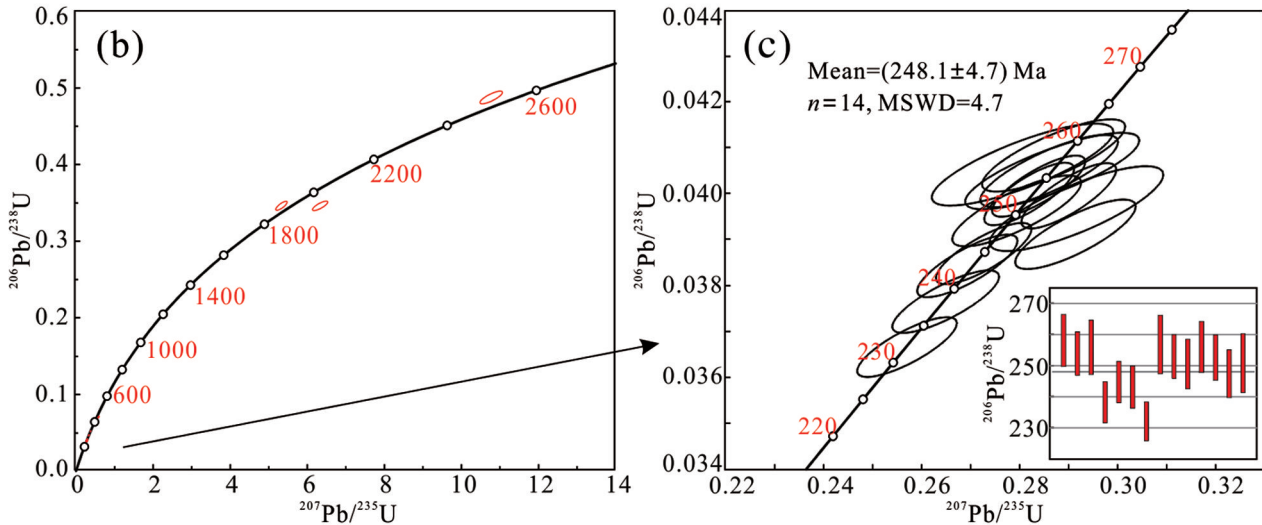 (b)
0.6
0.5
0.4
0.3
0.2
0.1
0.0
²⁰⁶Pb/²³⁸U
600
1000
1400
1800
2200
2600
0 2 4 6 8 10 12 14
²⁰⁷Pb/²³⁵U
(c)
Mean=(248.1±4.7) Ma
n=14, MSWD=4.7
0.044
0.042
0.040
0.038
0.036
0.034
²⁰⁶Pb/²³⁸U
270
260
250
240
230
220
0.22 0.24 0.26 0.28 0.30 0.32
²⁰⁷Pb/²³⁵U
270
250
230
²⁰⁶Pb/²³⁸U